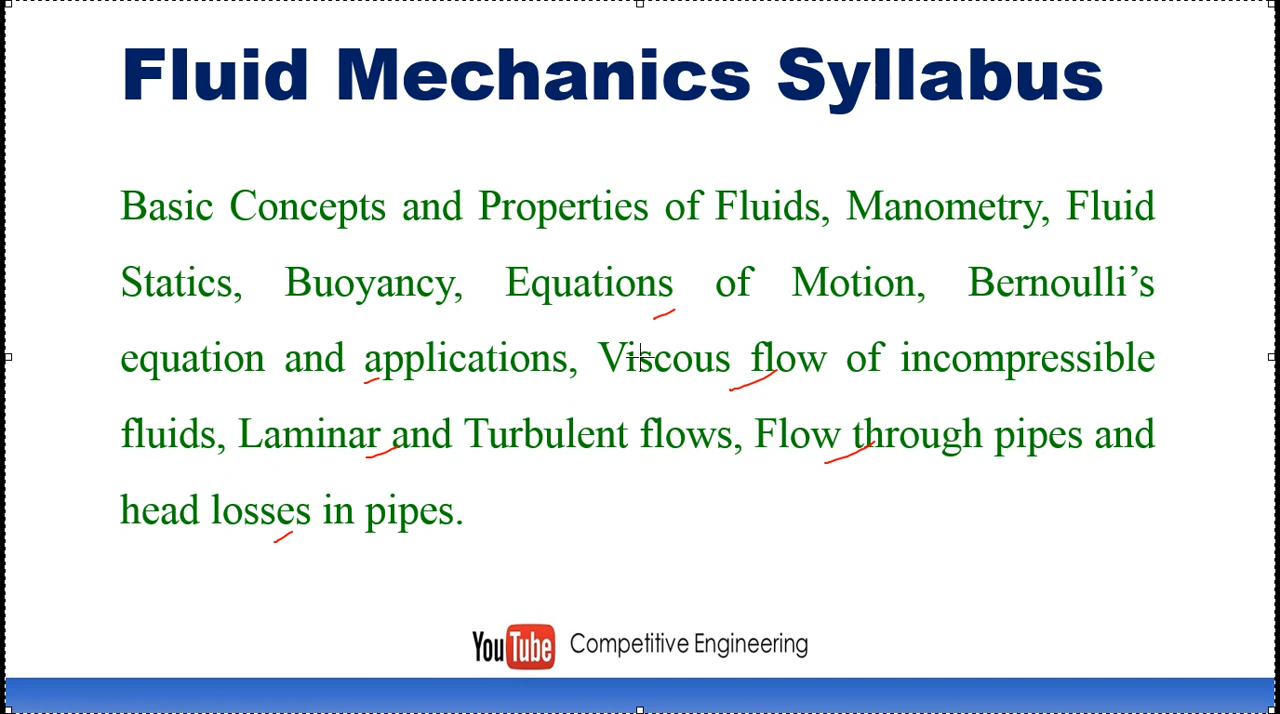 Fluid Mechanics Syllabus
Basic Concepts and Properties of Fluids, Manometry, Fluid
Statics, Buoyancy, Equations of Motion, Bernoulli’s
equation and applications, Viscous flow of incompressible
fluids, Laminar and Turbulent flows, Flow through pipes and
head losses in pipes.
YouTube Competitive Engineering